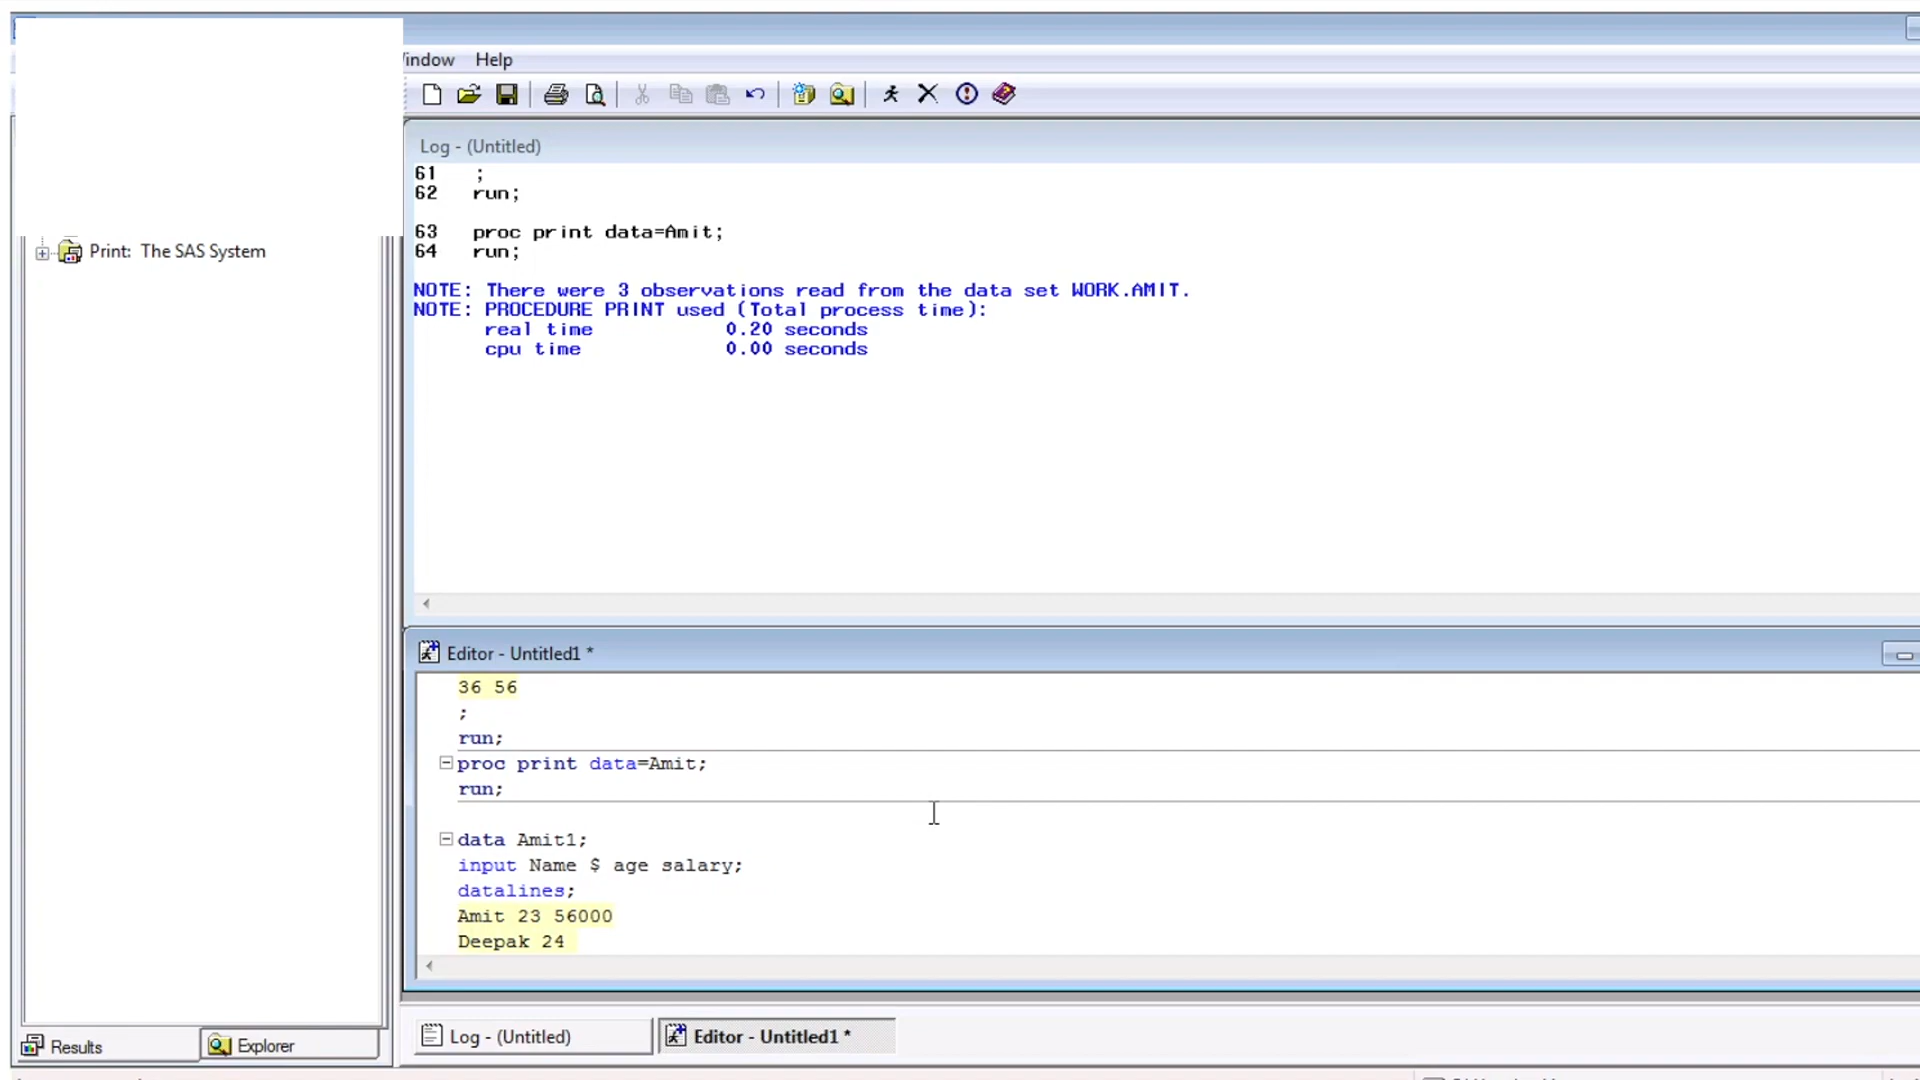 indow Help
Log - (Untitled)
61 ;
62 run;
63 proc print data=Amit;
64 run;
NOTE: There were 3 observations read from the data set WORK.AMIT.
NOTE: PROCEDURE PRINT used (Total process time):
real time 0.20 seconds
cpu time 0.00 seconds
Print: The SAS System
Editor - Untitled1 *
36 56
;
run;
proc print data=Amit;
run;
data Amit1;
input Name $ age salary;
datalines;
Amit 23 56000
Deepak 24
Results
Explorer
Log - (Untitled)
Editor - Untitled1 *